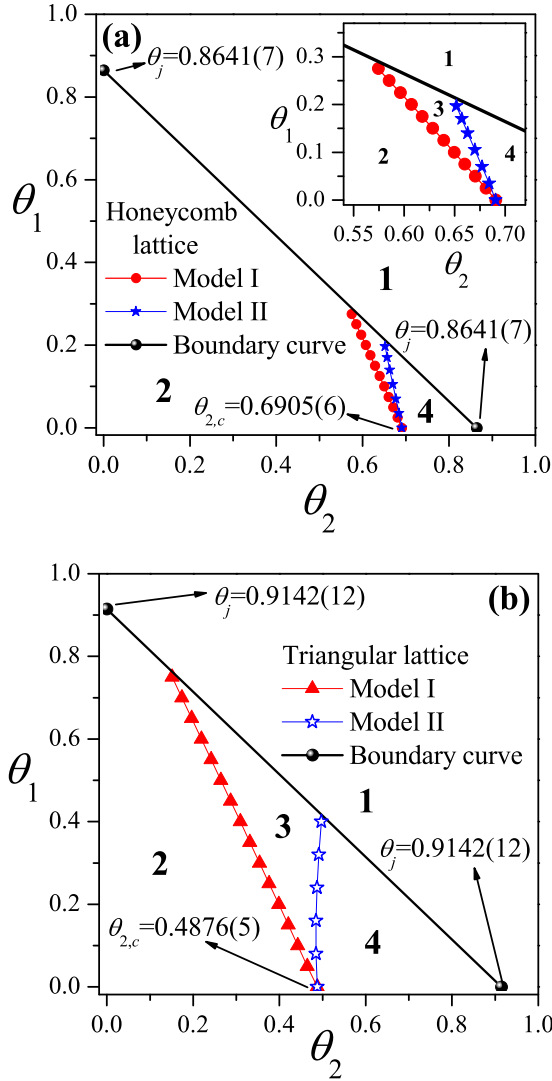 (a)
θj=0.8641(7)
θ1
1.0
0.8
0.6
0.4
0.2
0.0
0.0 0.2 0.4 0.6 0.8 1.0
θ2
Honeycomb
lattice
Model I
Model II
Boundary curve
1
2
4
θj=0.8641(7)
θ2,c=0.6905(6)
θ1
0.3
0.2
0.1
0.0
0.55 0.60 0.65 0.70
θ2
1
3
2
4
(b)
θj=0.9142(12)
θ1
1.0
0.8
0.6
0.4
0.2
0.0
0.0 0.2 0.4 0.6 0.8 1.0
θ2
Triangular lattice
Model I
Model II
Boundary curve
1
3
2
4
θj=0.9142(12)
θ2,c=0.4876(5)